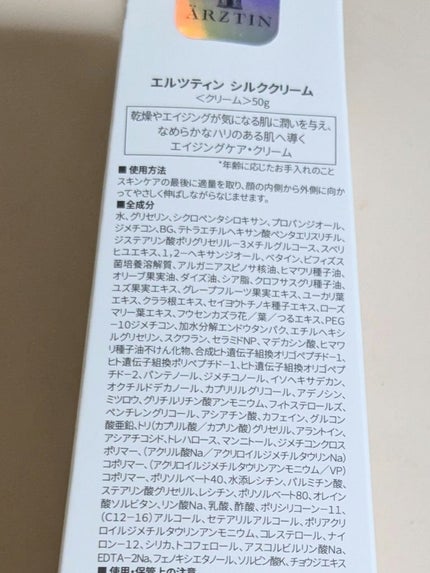 ÄRZTIN
エルツティン シルククリーム
<クリーム>50g
乾燥やエイジングが気になる肌に潤いを与え、
なめらかなハリのある肌へ導く
エイジングケア・クリーム
*年齢に応じたお手入れのこと
■ 使用方法
スキンケアの最後に適量を取り、顔の内側から外側に向か
ってやさしく伸ばしながらなじませます。
■ 全成分
水、グリセリン、シクロペンタシロキサン、プロパンジオール、
ジメチコン、BG、テトラエチルヘキサン酸ペンタエリスリチル、
ジステアリン酸ポリグリセリル-3メチルグルコース、スベリ
ヒユエキス、1,2-ヘキサンジオール、ベタイン、ビフィズス
菌培養溶解質、アルガニアスピノサ核油、ヒマワリ種子油、
オリーブ果実油、ダイズ油、シア脂、クロフサスグリ種子油、
ユズ果実エキス、グレープフルーツ果実エキス、ユーカリ葉
エキス、クララ根エキス、セイヨウトチノキ種子エキス、ローズ
マリー葉エキス、フウセンカズラ花/葉/つるエキス、PEG
-10ジメチコン、加水分解エンドウタンパク、エチルヘキシ
ルグリセリン、スクワラン、セラミドNP、マデカシン酸、ヒマワ
リ種子油不けん化物、合成ヒト遺伝子組換オリゴペプチド-1、
ヒト遺伝子組換ポリペプチド-1、ヒト遺伝子組換オリゴペプ
チド-2、パンテノール、ジメチコノール、イソヘキサデカン、
オクチルドデカノール、カプリリルグリコール、アデノシン、
ミツロウ、グリチルリチン酸アンモニウム、フィトステロールズ、
ペンチレングリコール、アシアチン酸、カフェイン、グルコン
酸亜鉛、トリ(カプリル酸/カプリン酸)グリセリル、アラントイン、
アシアチコシド、トレハロース、マンニトール、ジメチコンクロス
ポリマー、(アクリル酸Na/アクリロイルジメチルタウリンNa)
コポリマー、(アクリロイルジメチルタウリンアンモニウム/VP)
コポリマー、ポリソルベート40、水添レシチン、パルミチン酸、
ステアリン酸グリセリル、レシチン、ポリソルベート80、オレイン
酸ソルビタン、リン酸Na、乳酸、酢酸、ポリシリコーン-11、
(C12-16)アルコール、セテアリルアルコール、ポリアクリ
ロイルジメチルタウリンアンモニウム、コレステロール、ナイ
ロン-12、シリカ、トコフェロール、アスコルビルリン酸Na、
EDTA-2Na、フェノキシエタノール、ソルビン酸K、チョウジエキス
■ 使用・保管上の注意